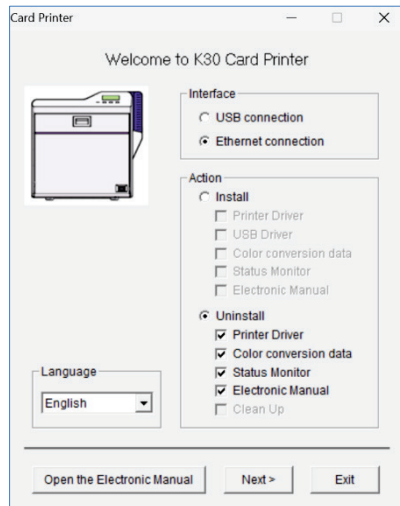 Card Printer
Welcome to K30 Card Printer
Interface
USB connection
Ethernet connection
Action
Install
Printer Driver
USB Driver
Color conversion data
Status Monitor
Electronic Manual
Uninstall
Printer Driver
Color conversion data
Status Monitor
Electronic Manual
Clean Up
Language
English
Open the Electronic Manual
Next >
Exit